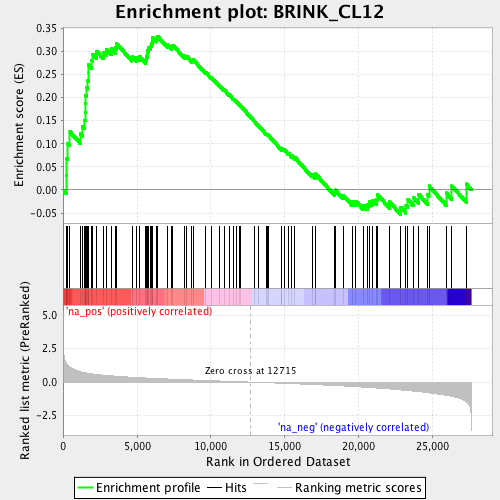 Enrichment plot: BRINK_CL12
Enrichment score (ES)
0.35
0.30
0.25
0.20
0.15
0.10
0.05
0.00
-0.05
'na_pos' (positively correlated)
Ranked list metric (PreRanked)
5.0
2.5
0.0
-2.5
Zero cross at 12715
'na_neg' (negatively correlated)
0 5,000 10,000 15,000 20,000 25,000
Rank in Ordered Dataset
Enrichment profile Hits Ranking metric scores